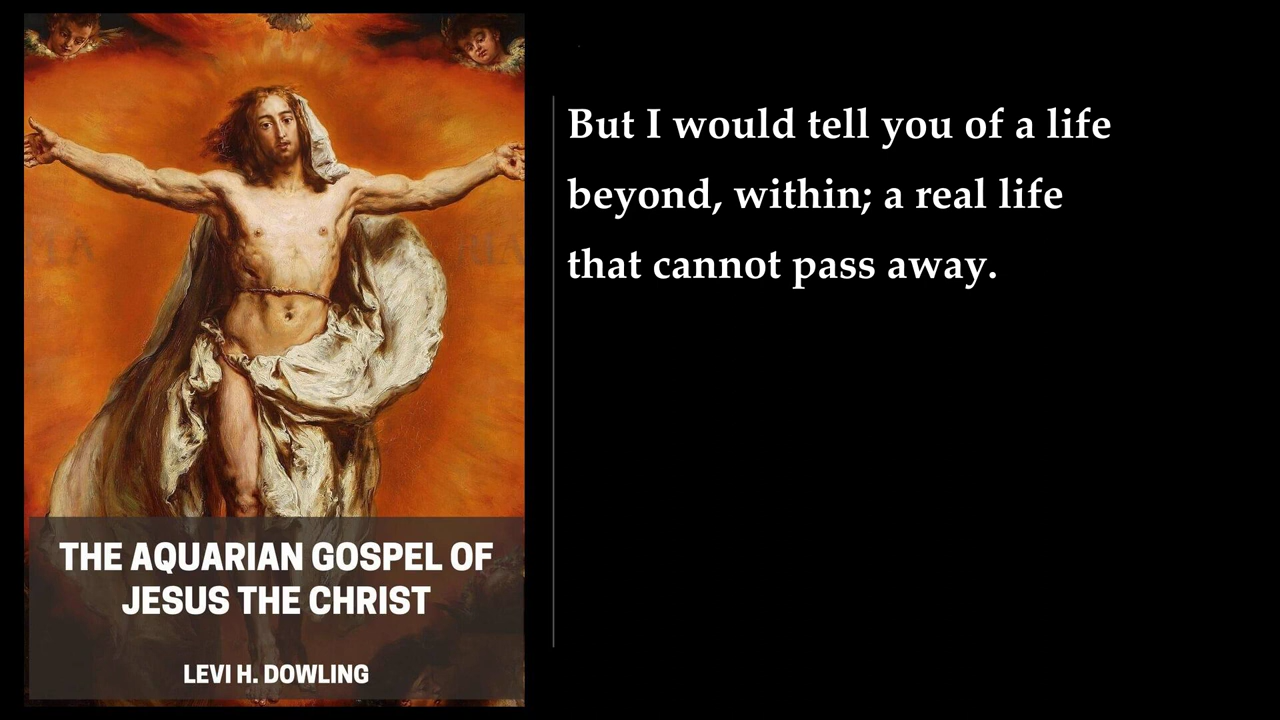 THE AQUARIAN GOSPEL OF
JESUS THE CHRIST
LEVI H. DOWLING
But I would tell you of a life
beyond, within; a real life
that cannot pass away.